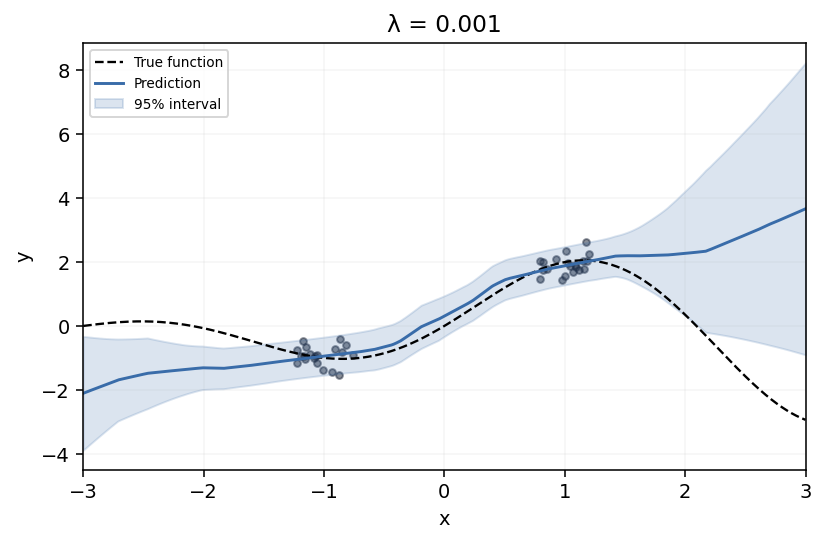 λ = 0.001
True function
Prediction
95% interval
8
6
4
2
0
−2
−4
y
−3 −2 −1 0 1 2 3
x